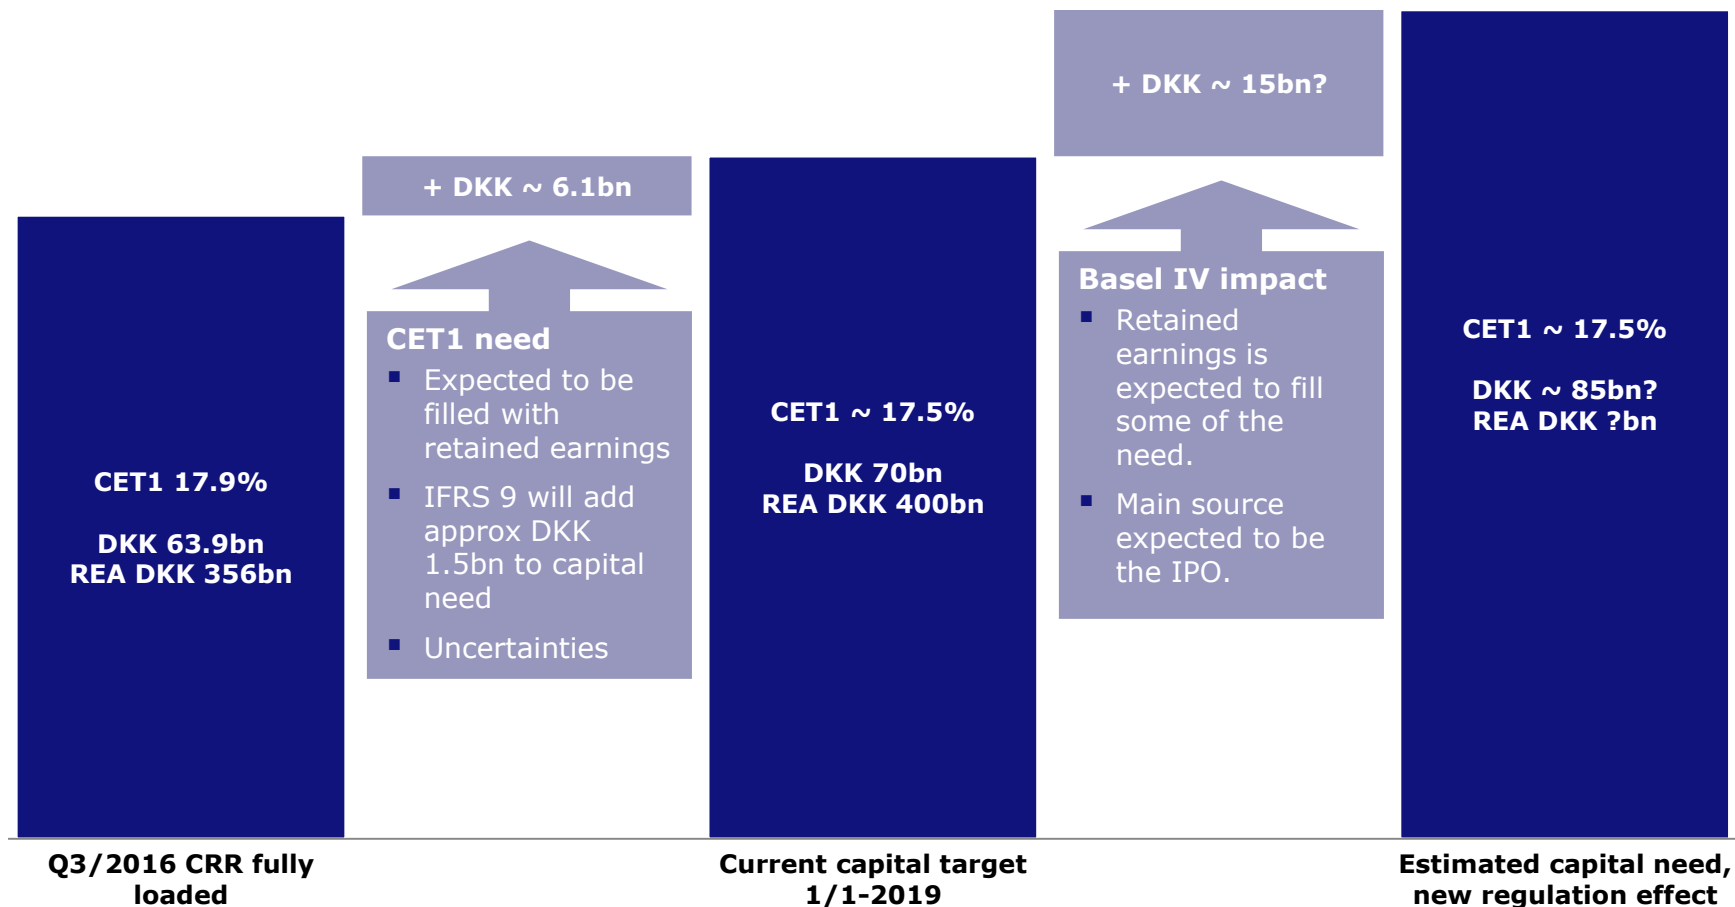 CET1 17.9%
DKK 63.9bn
REA DKK 356bn
Q3/2016 CRR fully
loaded
+ DKK ~ 6.1bn
CET1 need
▪ Expected to be
filled with
retained earnings
▪ IFRS 9 will add
approx DKK
1.5bn to capital
need
▪ Uncertainties
CET1 ~ 17.5%
DKK 70bn
REA DKK 400bn
Current capital target
1/1-2019
+ DKK ~ 15bn?
Basel IV impact
▪ Retained
earnings is
expected to fill
some of the
need.
▪ Main source
expected to be
the IPO.
CET1 ~ 17.5%
DKK ~ 85bn?
REA DKK ?bn
Estimated capital need,
new regulation effect